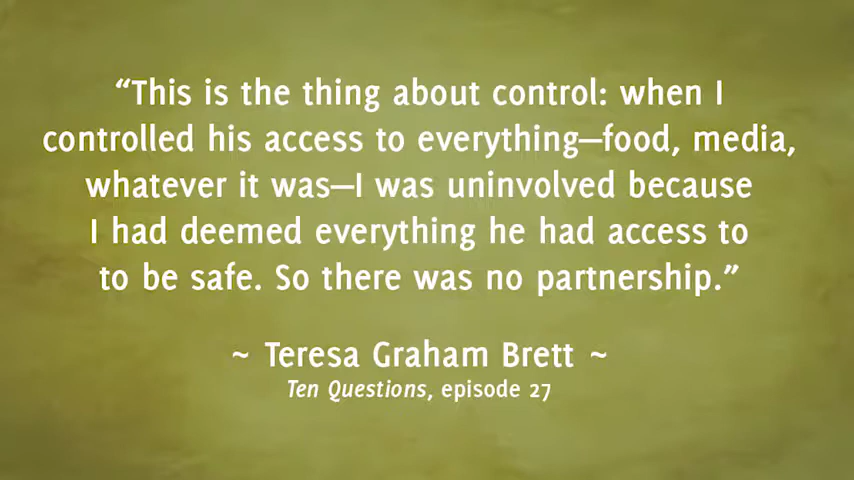 “This is the thing about control: when I
controlled his access to everything—food, media,
whatever it was—I was uninvolved because
I had deemed everything he had access to
to be safe. So there was no partnership.”
~ Teresa Graham Brett ~
Ten Questions, episode 27